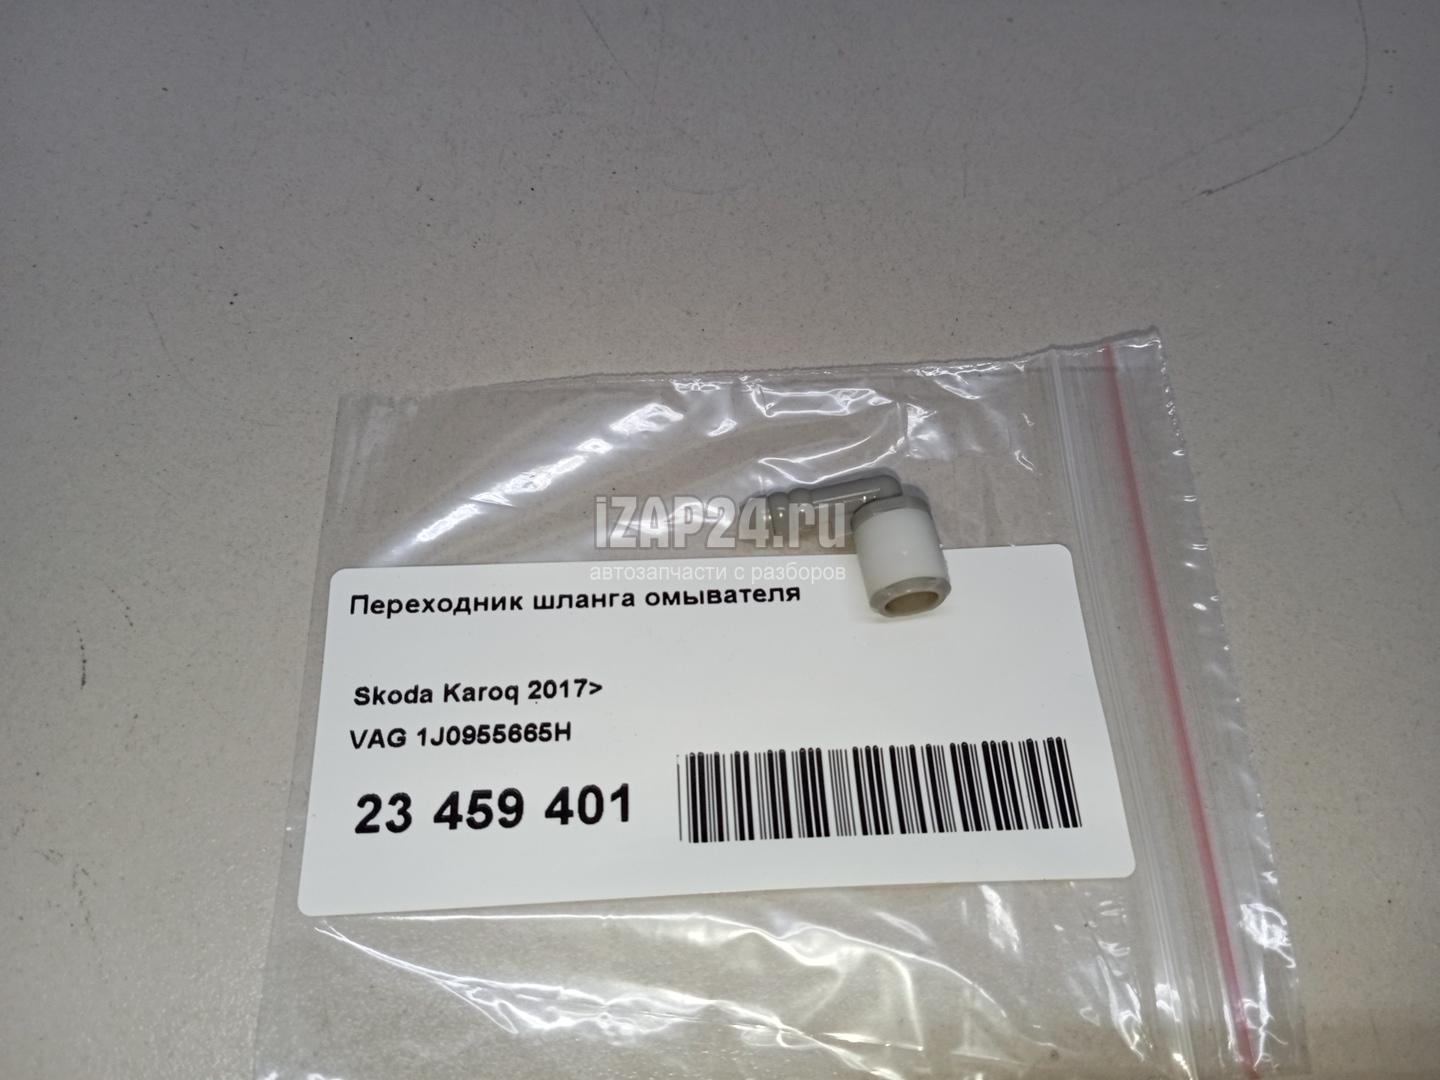 iZAP24.ru
автозапчасти с разборов
Переходник шланга омывателя
Skoda Karoq 2017>
VAG 1J0955665H
23 459 401